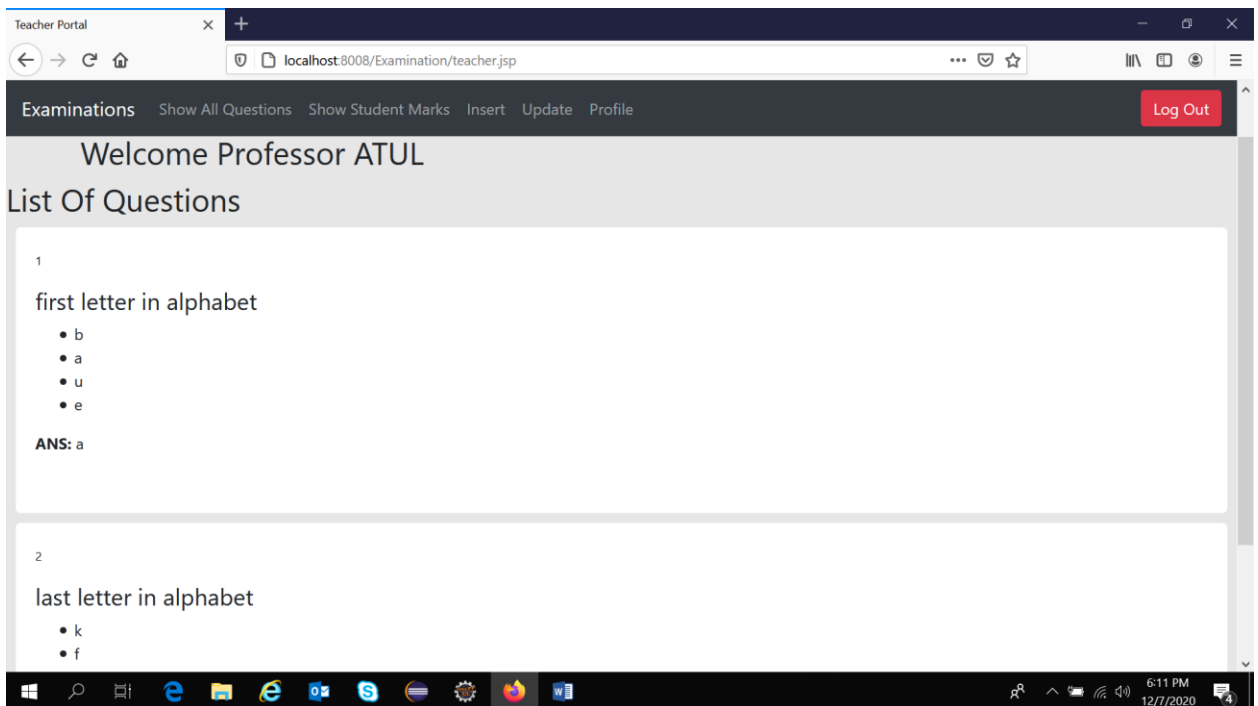 Teacher Portal
localhost:8008/Examination/teacher.jsp
Examinations Show All Questions Show Student Marks Insert Update Profile Log Out
Welcome Professor ATUL
List Of Questions
1
first letter in alphabet
b
a
u
e
ANS: a
2
last letter in alphabet
k
f
6:11 PM
12/7/2020
4